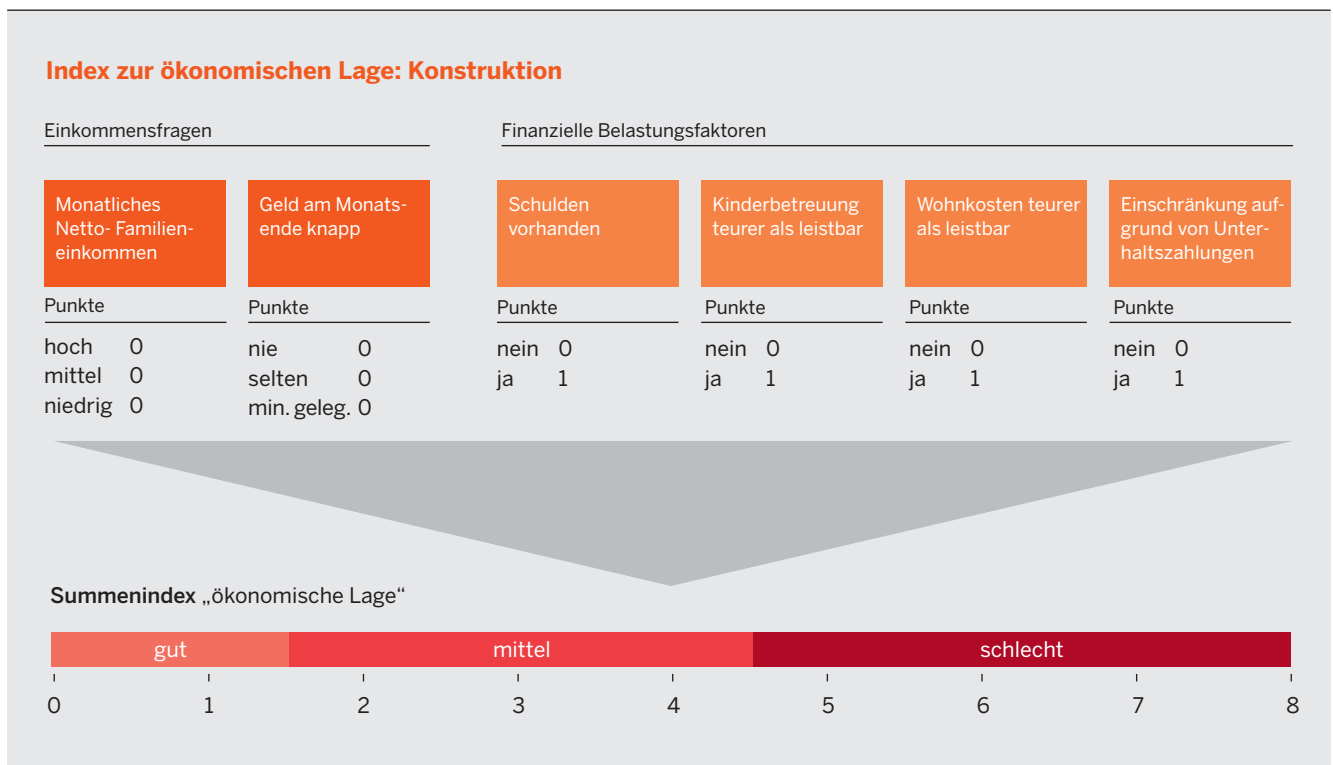 Index zur ökonomischen Lage: Konstruktion
Einkommensfragen
Finanzielle Belastungsfaktoren
Monatliches
Netto- Familien-
einkommen
Geld am Monats-
ende knapp
Schulden
vorhanden
Kinderbetreuung
teurer als leistbar
Wohnkosten teurer
als leistbar
Einschränkung auf-
grund von Unter-
haltszahlungen
Punkte
hoch 0
mittel 0
niedrig 0
Punkte
nie 0
selten 0
min. geleg. 0
Punkte
nein 0
ja 1
Punkte
nein 0
ja 1
Punkte
nein 0
ja 1
Punkte
nein 0
ja 1
Summenindex „ökonomische Lage“
gut mittel schlecht
0 1 2 3 4 5 6 7 8